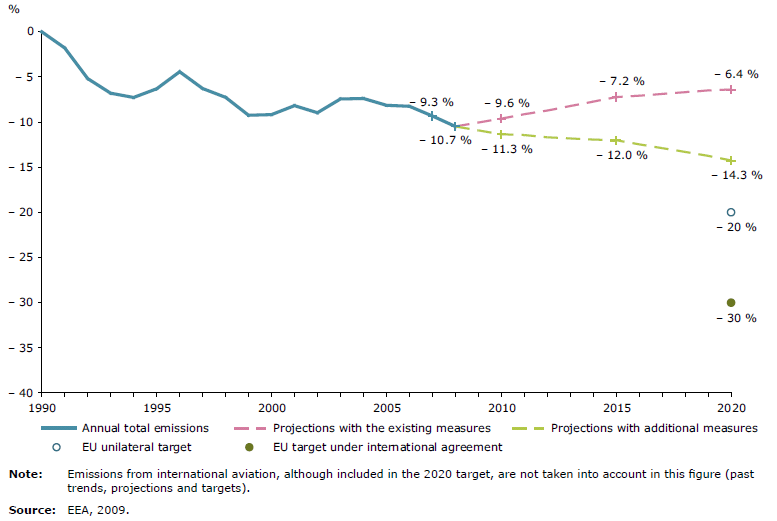 %
0
– 5
– 10
– 15
– 20
– 25
– 30
– 35
– 40
– 9.3 %
– 10.7 %
– 9.6 %
– 11.3 %
– 7.2 %
– 12.0 %
– 6.4 %
– 14.3 %
– 20 %
– 30 %
1990 1995 2000 2005 2010 2015 2020
Annual total emissions Projections with the existing measures Projections with additional measures
EU unilateral target EU target under international agreement
Note: Emissions from international aviation, although included in the 2020 target, are not taken into account in this figure (past
trends, projections and targets).
Source: EEA, 2009.